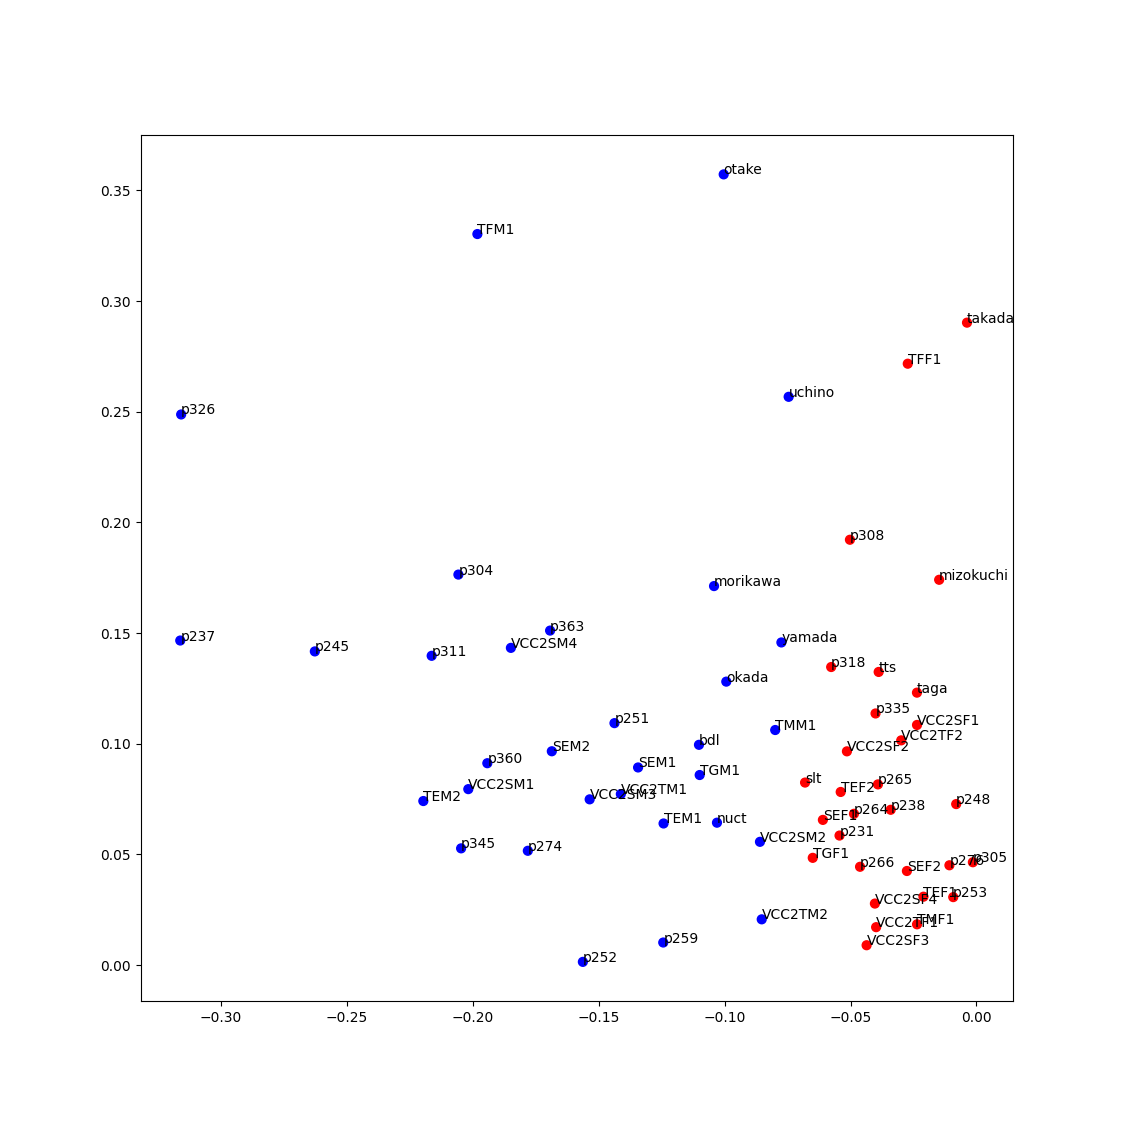 otake
0.35
TFM1
takada
0.30
TFF1
uchino
p326
0.25
p308
0.20
p304
mizokuchi
morikawa
p363
yamada
p237
0.15
VCC2SM4
p245
p311
p318
tts
okada
taga
p251
p335
VCC2SF1
TMM1
VCC2TF2
bdl
0.10
SEM2
VCC2SF2
p360
SEM1
TGM1
slt
p265
VCC2SM1
VCC2TM1
TEF2
TEM2
VCC2SM3
p248
p264
p238
TEM1
nuct
SEF1
p231
VCC2SM2
p345
p274
0.05
TGF1
p266
SEF2
p276
p305
TEF1
p253
VCC2SF4
VCC2TM2
VCC2TF1
TMF1
p259
VCC2SF3
p252
0.00
−0.30
−0.25
−0.20
−0.15
−0.10
−0.05
0.00